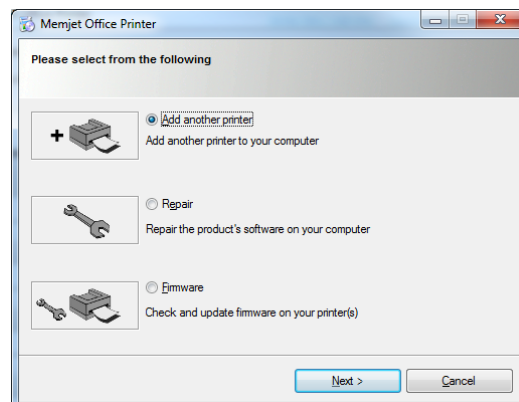 Memjet Office Printer
Please select from the following
Add another printer
Add another printer to your computer
Repair
Repair the product's software on your computer
Firmware
Check and update firmware on your printer(s)
Next >
Cancel